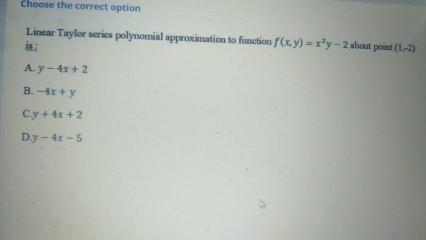 Choose the correct option
Linear Taylor series polynomial approximation to function f(x, y) = x²y - 2 about point (1,-2)
is:
A. y - 4x + 2
B. -4x + y
C.y + 4x + 2
D.y - 4x - 5